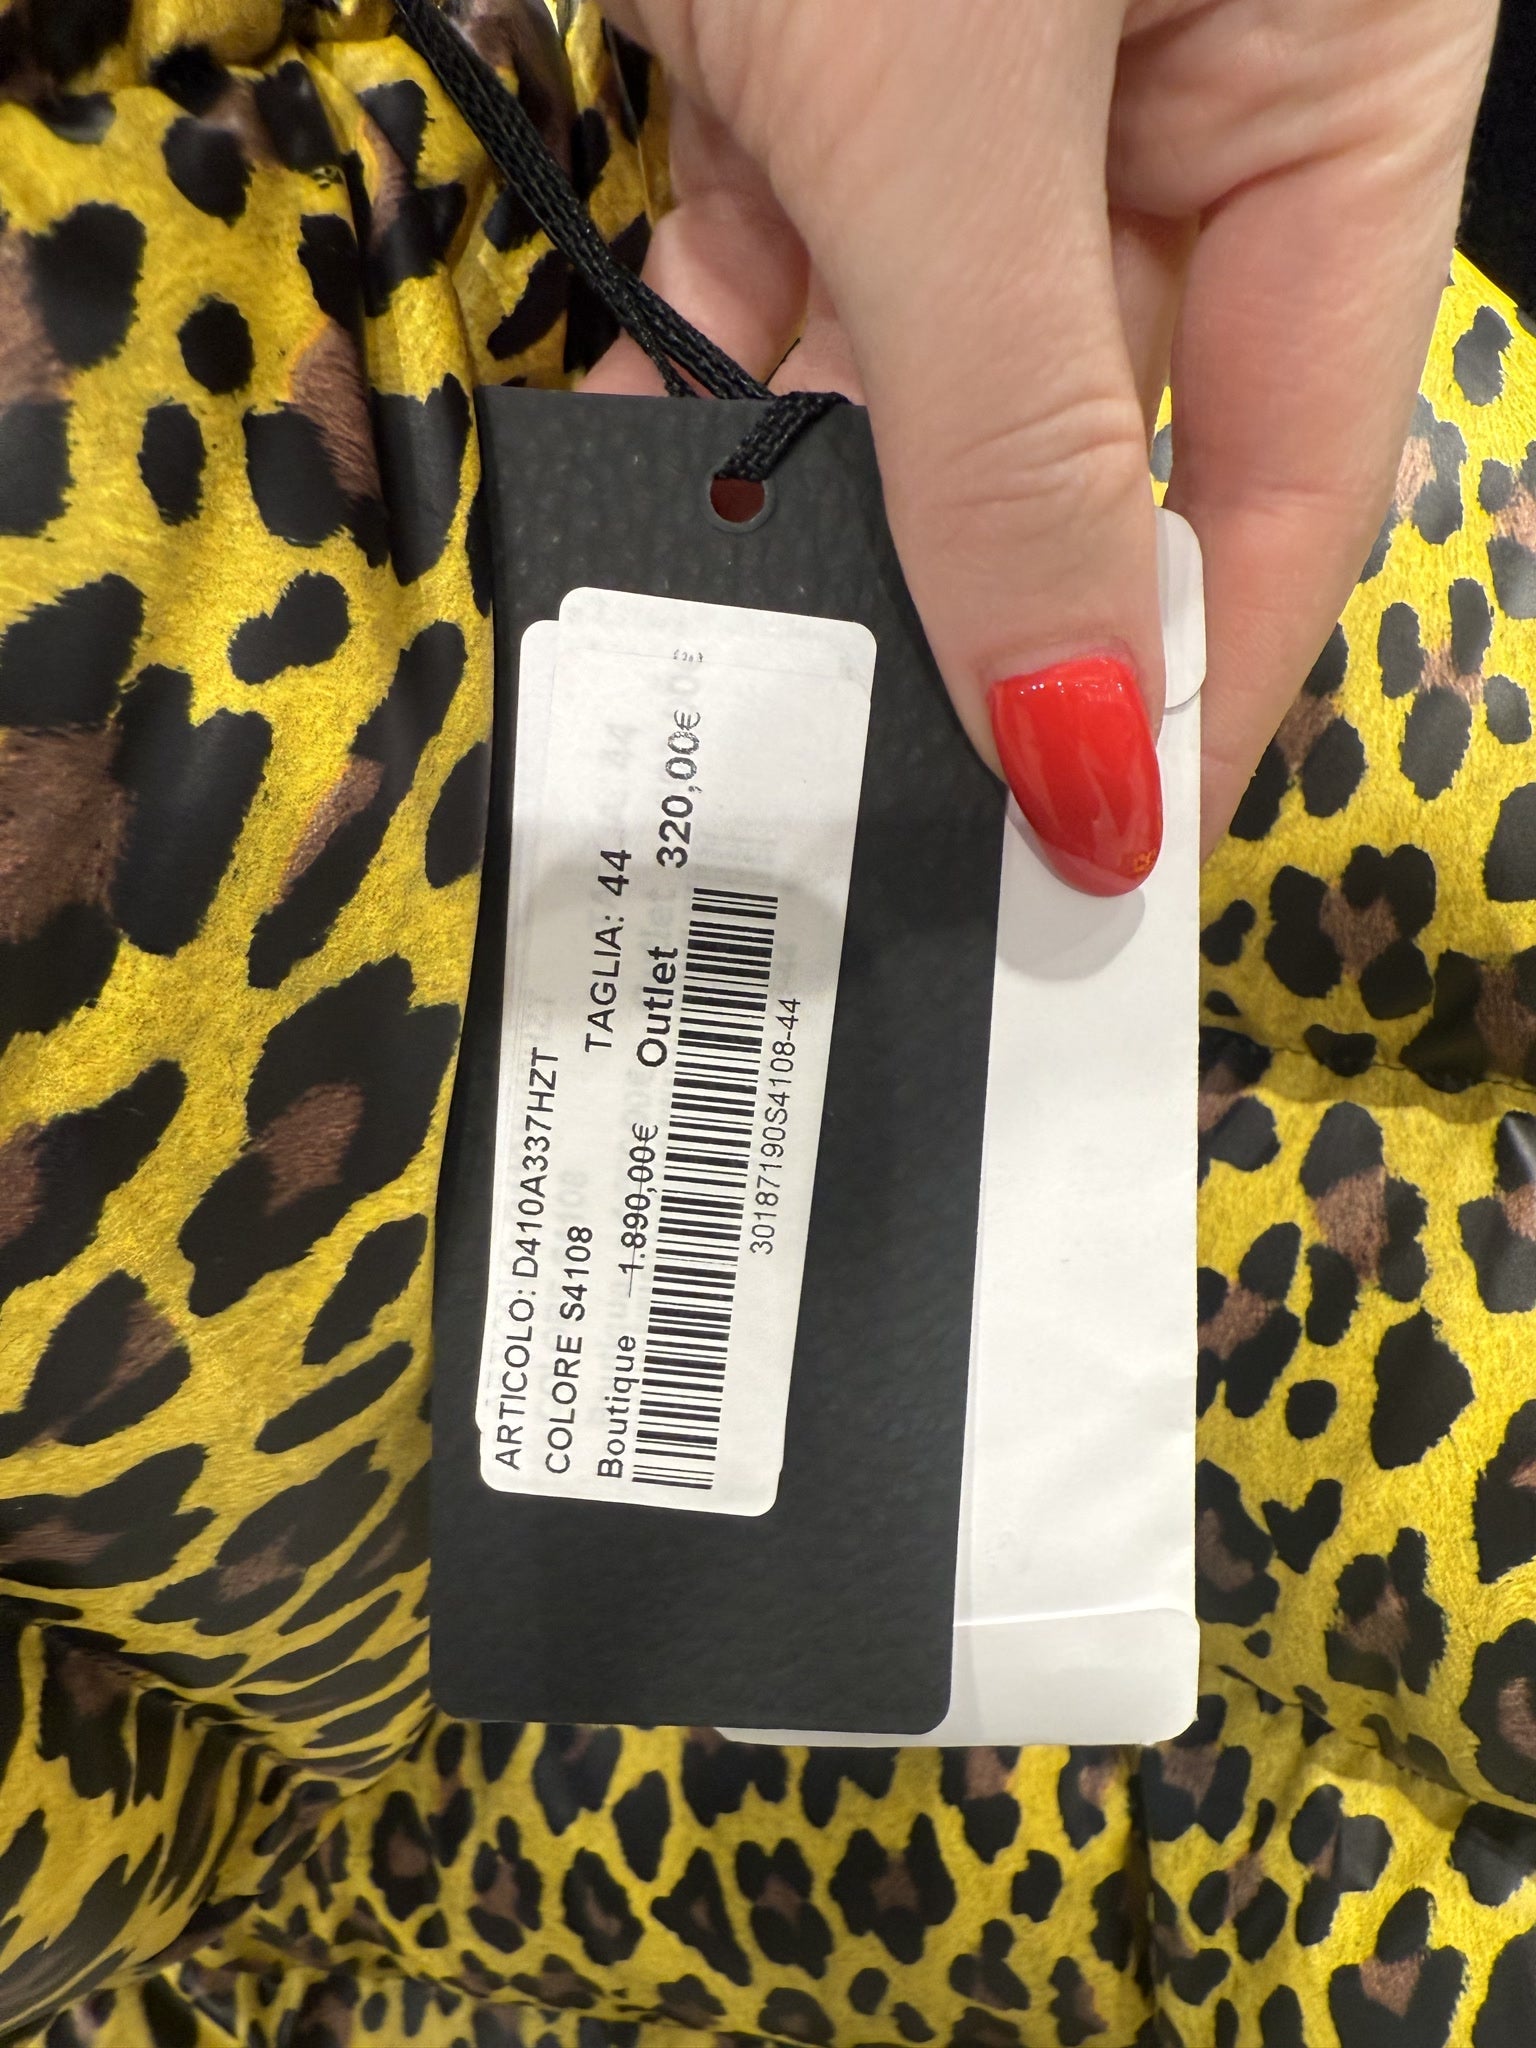 ARTICOLO: D410A337HZT
COLORE S4108 TAGLIA: 44
Boutique 1.890,00€ Outlet 320,00€
30187190S4108-44